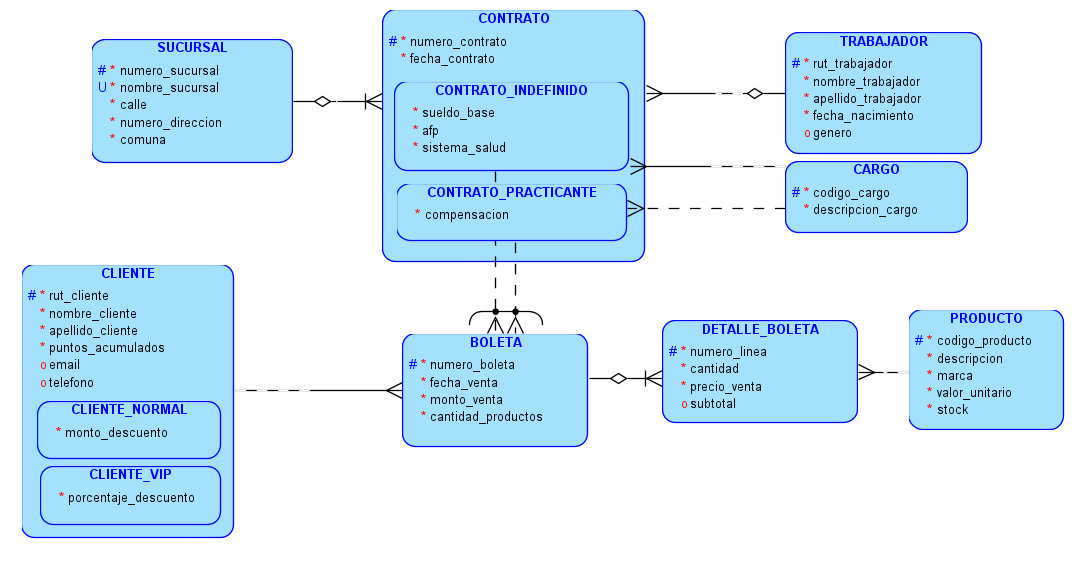 SUCURSAL
# * numero_sucursal
U * nombre_sucursal
* calle
* numero_direccion
* comuna
CONTRATO
# * numero_contrato
* fecha_contrato
CONTRATO_INDEFINIDO
* sueldo_base
* afp
* sistema_salud
CONTRATO_PRACTICANTE
* compensacion
TRABAJADOR
# * rut_trabajador
* nombre_trabajador
* apellido_trabajador
* fecha_nacimiento
o genero
CARGO
# * codigo_cargo
* descripcion_cargo
CLIENTE
# * rut_cliente
* nombre_cliente
* apellido_cliente
* puntos_acumulados
o email
o telefono
CLIENTE_NORMAL
* monto_descuento
CLIENTE_VIP
* porcentaje_descuento
BOLETA
# * numero_boleta
* fecha_venta
* monto_venta
* cantidad_productos
DETALLE_BOLETA
# * numero_linea
* cantidad
* precio_venta
o subtotal
PRODUCTO
# * codigo_producto
* descripcion
* marca
* valor_unitario
* stock